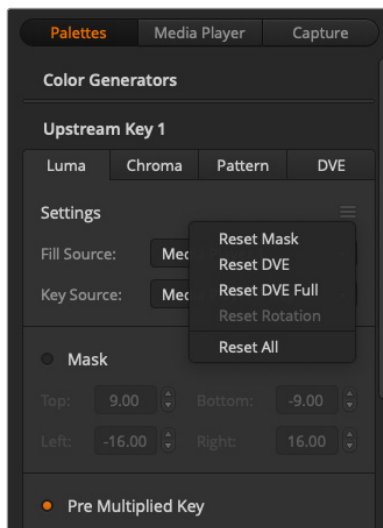 Palettes Media Player Capture
Color Generators
Upstream Key 1
Luma Chroma Pattern DVE
Settings
Reset Mask
Fill Source:
Reset DVE
Reset DVE Full
Key Source:
Reset Rotation
Reset All
Mask
Top: 9.00 Bottom: -9.00
Left: -16.00 Right: 16.00
Pre Multiplied Key